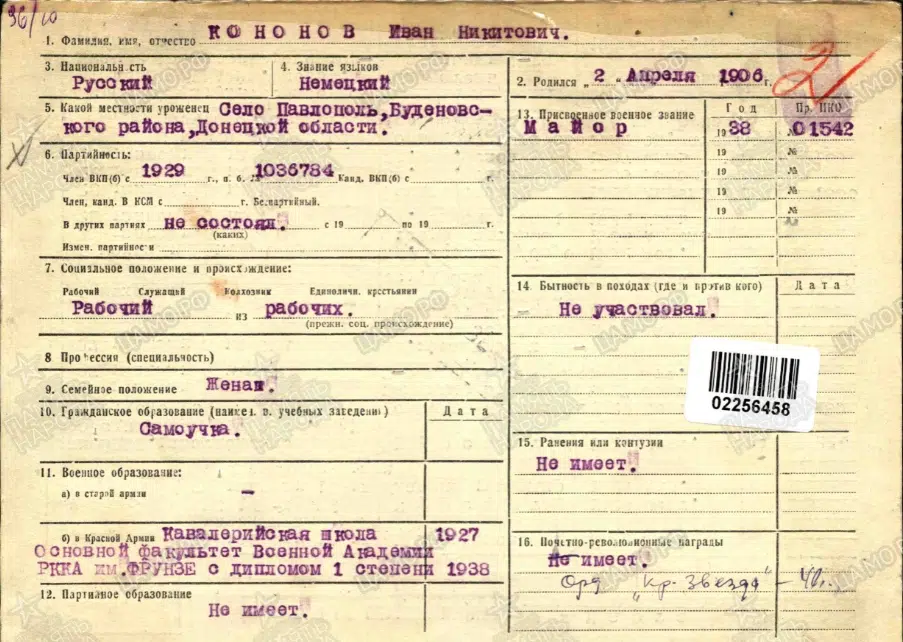 36/10
1. Фамилия, имя, отчество КОНОНОВ Иван Никитович.
3. Национальность
Русский
4. Знание языков
Немецкий
2. Родился „2" Апреля 1906 г.
5. Какой местности уроженец Село Павлополь, Буденовс-
кого района, Донецкой области.
6. Партийность:
Член ВКП(б) с 1929 г., п. б. № 1036784 Канд. ВКП(б) с г.
Член, канд. ВЛКСМ с г. Беспартийный.
В других партиях не состоял. с 19 по 19 г.
(каких)
Измен. партийности
7. Социальное положение и происхождение:
Рабочий Служащий Колхозник Единоличн. крестьянин
Рабочий из рабочих.
(прежн. соц. происхождение)
8 Профессия (специальность)
9. Семейное положение Женат.
10. Гражданское образование (наимен. в. учебных заведений)
Дата
Самоучка.
11. Военное образование:
а) в старой армии —
б) в Красной Армии Кавалерийская школа 1927
Основной факультет Военной Академии
РККА им.ФРУНЗЕ с дипломом 1 степени 1938
12. Партийное образование
Не имеет.
2
13. Присвоенное военное звание
Год
Пр. НКО
Майор 1938 № 01542
19 №
19 №
19 №
19 №
14 Бытность в походах (где и против кого)
Дата
Не участвовал.
02256458
15. Ранения или контузии
Не имеет.
16. Почетно-революционные награды
Не имеет.
Орд „Кр. Звезда" – 40г.
ЦАМО РФ
ПАМЯТЬ НАРОДА